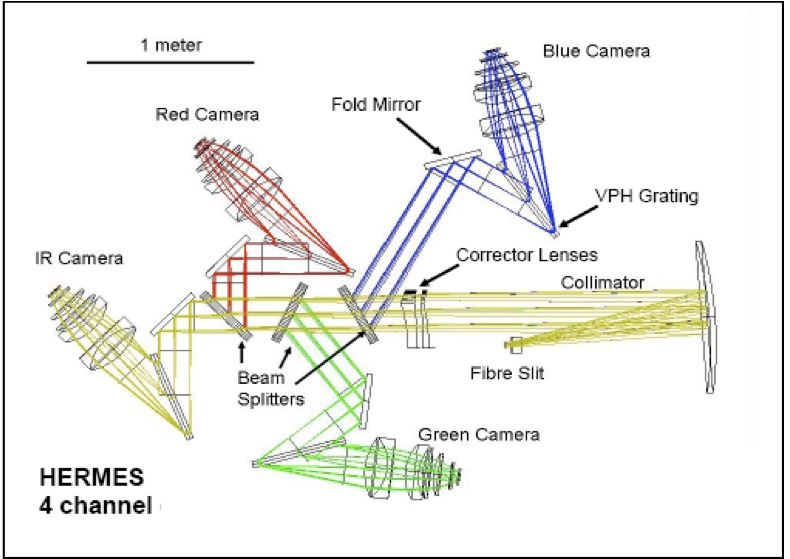 1 meter
Blue Camera
Red Camera
Fold Mirror
VPH Grating
IR Camera
Corrector Lenses
Collimator
Beam
Splitters
Fibre Slit
Green Camera
HERMES
4 channel